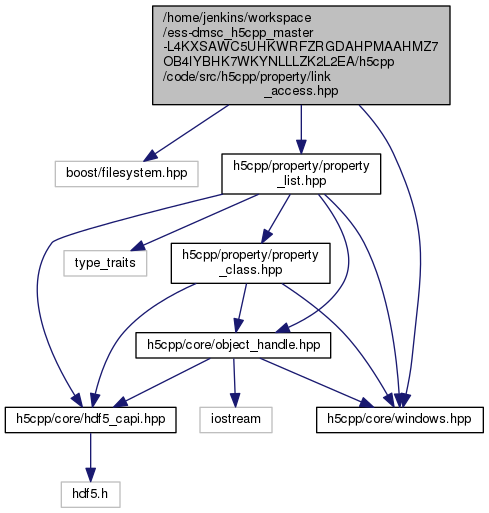 /home/jenkins/workspace
/ess-dmsc_h5cpp_master
-L4KXSAWC5UHKWRFZRGDAHPMAAHMZ7
OB4IYBHK7WKYNLLLZK2L2EA/h5cpp
/code/src/h5cpp/property/link
_access.hpp
boost/filesystem.hpp
h5cpp/property/property
_list.hpp
type_traits
h5cpp/property/property
_class.hpp
h5cpp/core/object_handle.hpp
h5cpp/core/hdf5_capi.hpp
iostream
h5cpp/core/windows.hpp
hdf5.h